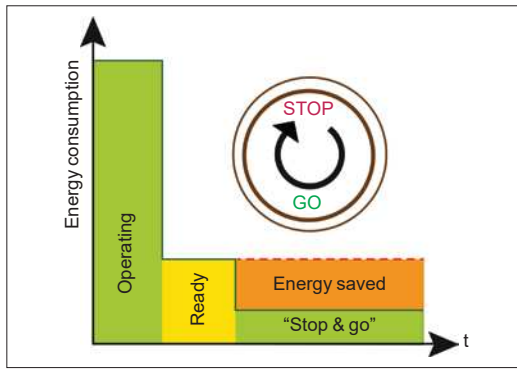 Energy consumption
Operating
Ready
STOP
GO
Energy saved
“Stop & go”
t